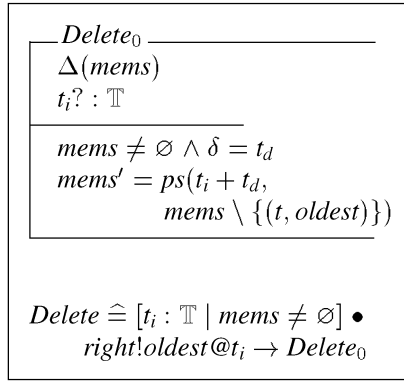 Delete₀
Δ(mems)
tᵢ? : 𝕋
mems ≠ ∅ ∧ δ = t_d
mems′ = ps(tᵢ + t_d,
mems \ {(t, oldest)})
Delete ≙ [tᵢ : 𝕋 | mems ≠ ∅] •
right!oldest@tᵢ → Delete₀